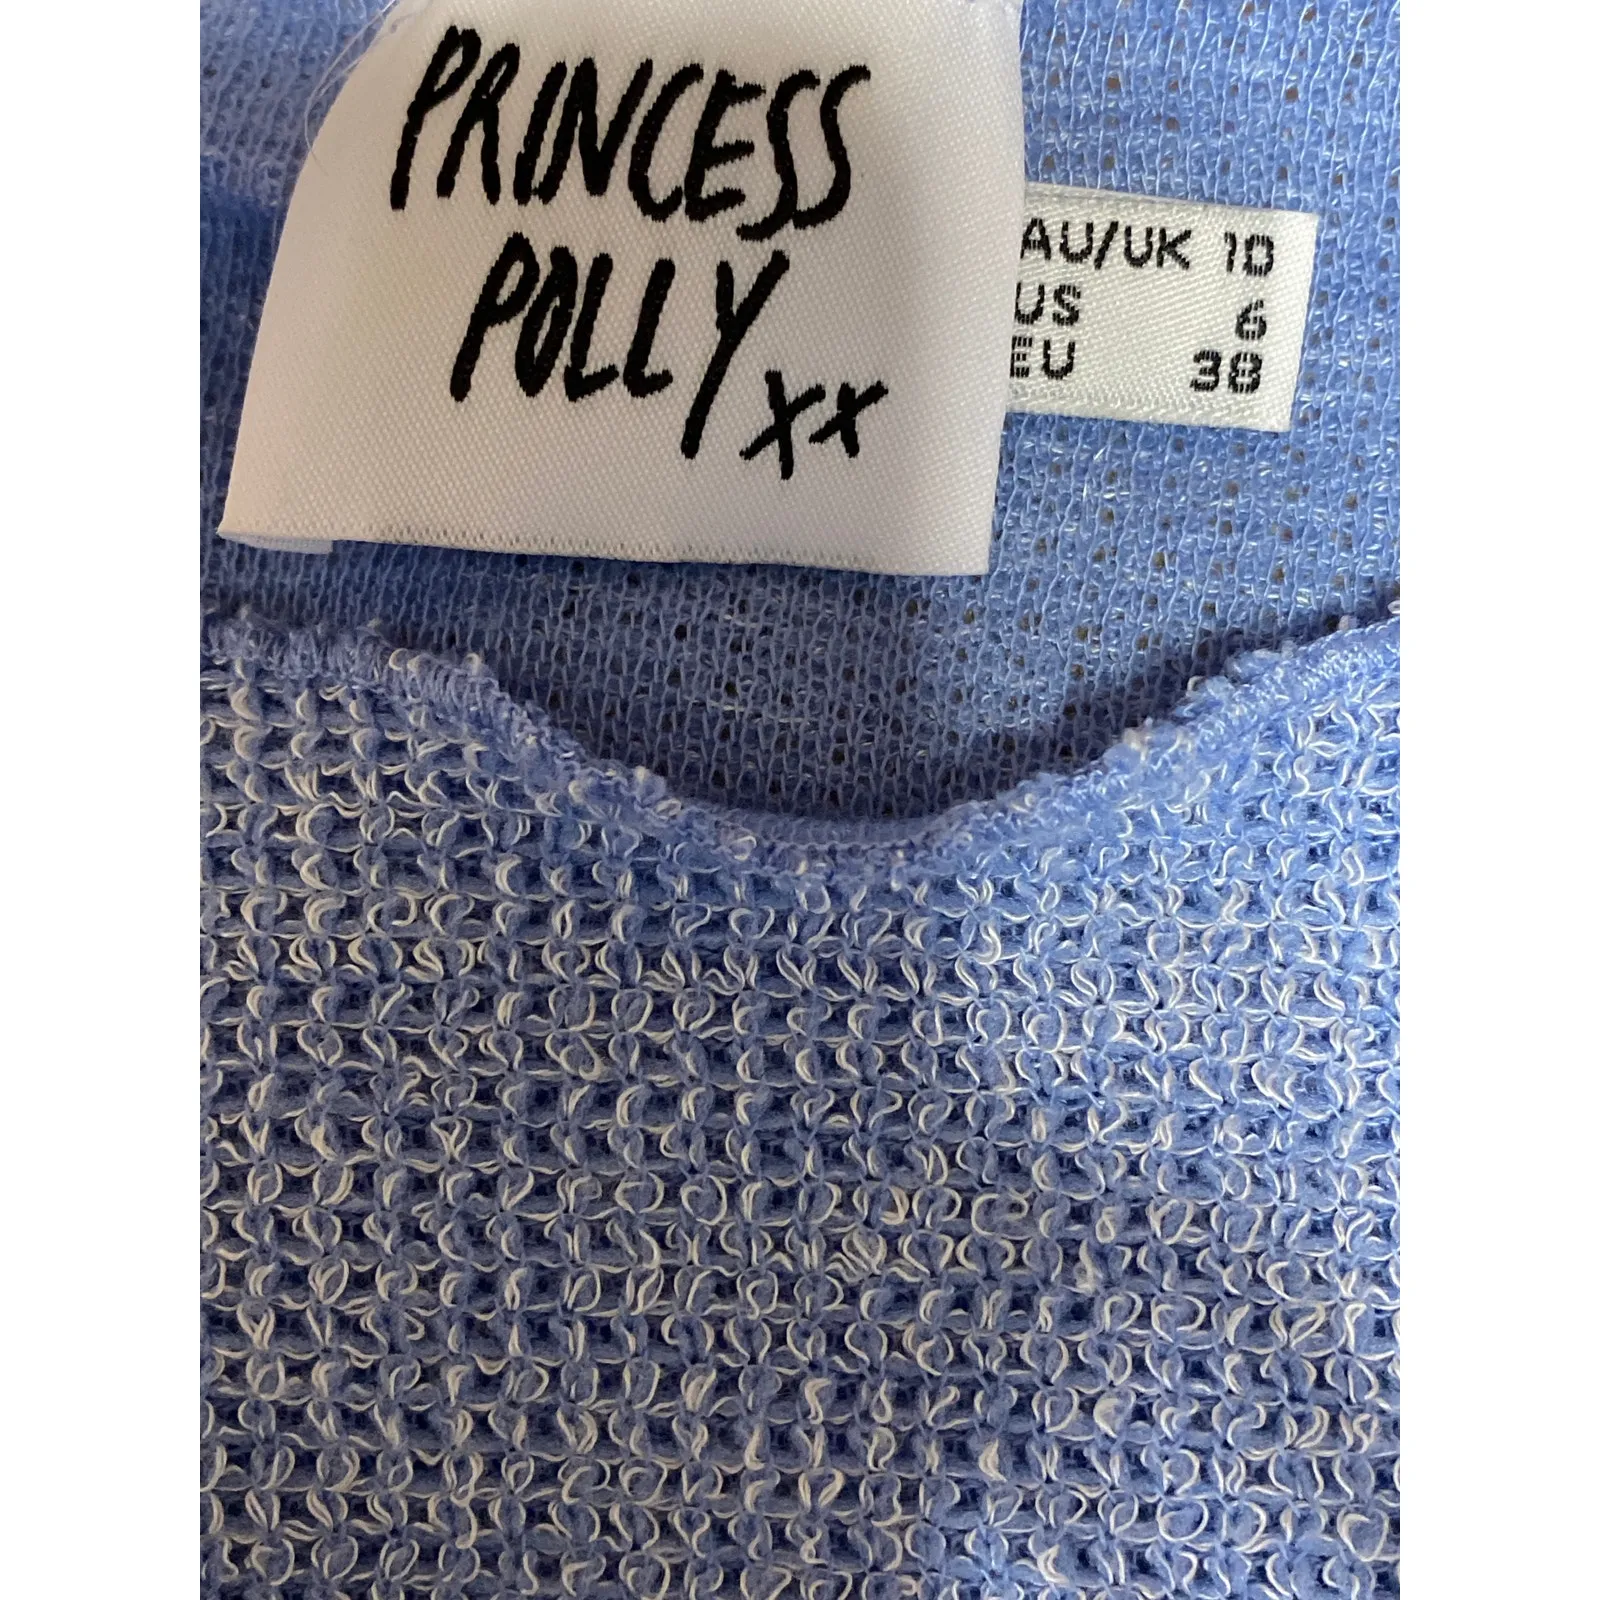 PRINCESS
POLLY xx
AU/UK 10
US 6
EU 38